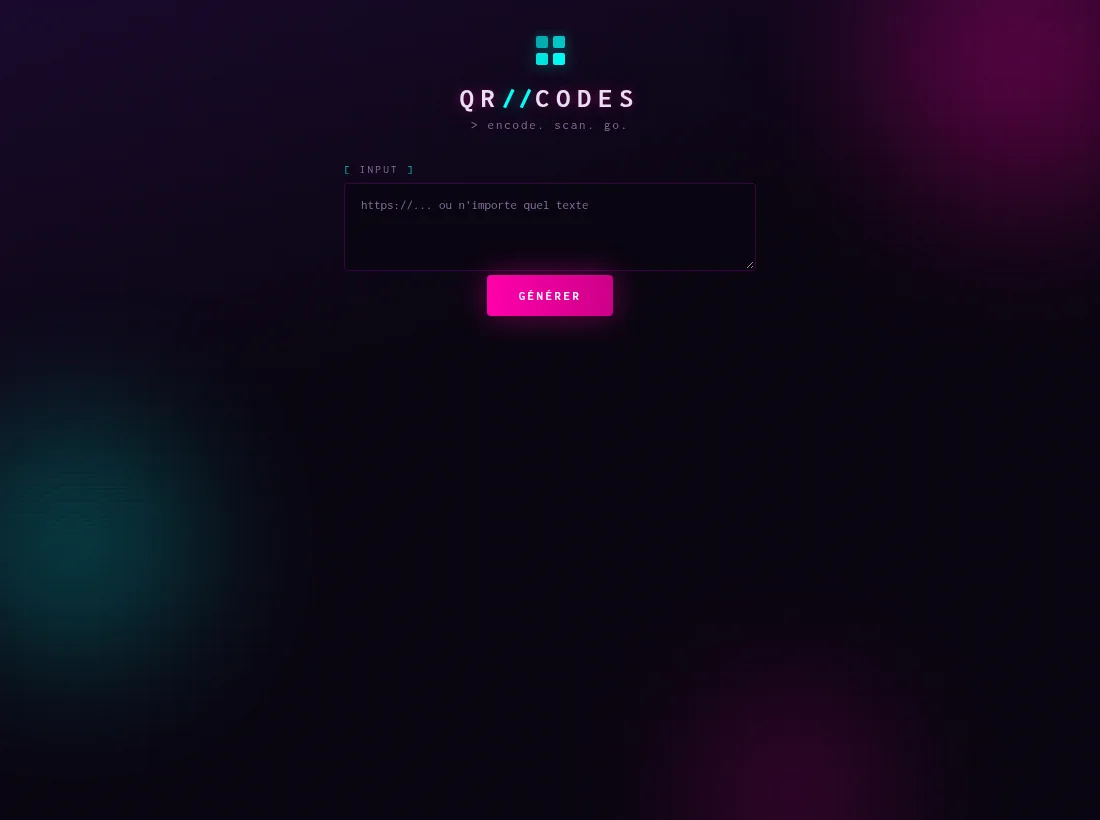 QR//CODES
> encode. scan. go.
[ INPUT ]
https://... ou n'importe quel texte
GÉNÉRER